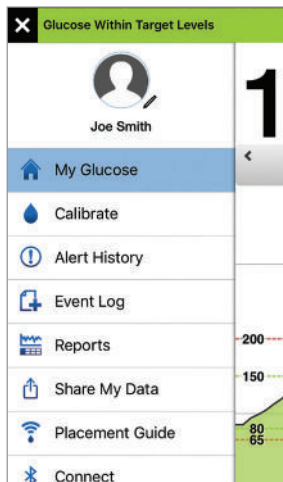 Glucose Within Target Levels
Joe Smith
1
My Glucose
Calibrate
Alert History
Event Log
Reports
200
Share My Data
150
Placement Guide
80
65
Connect